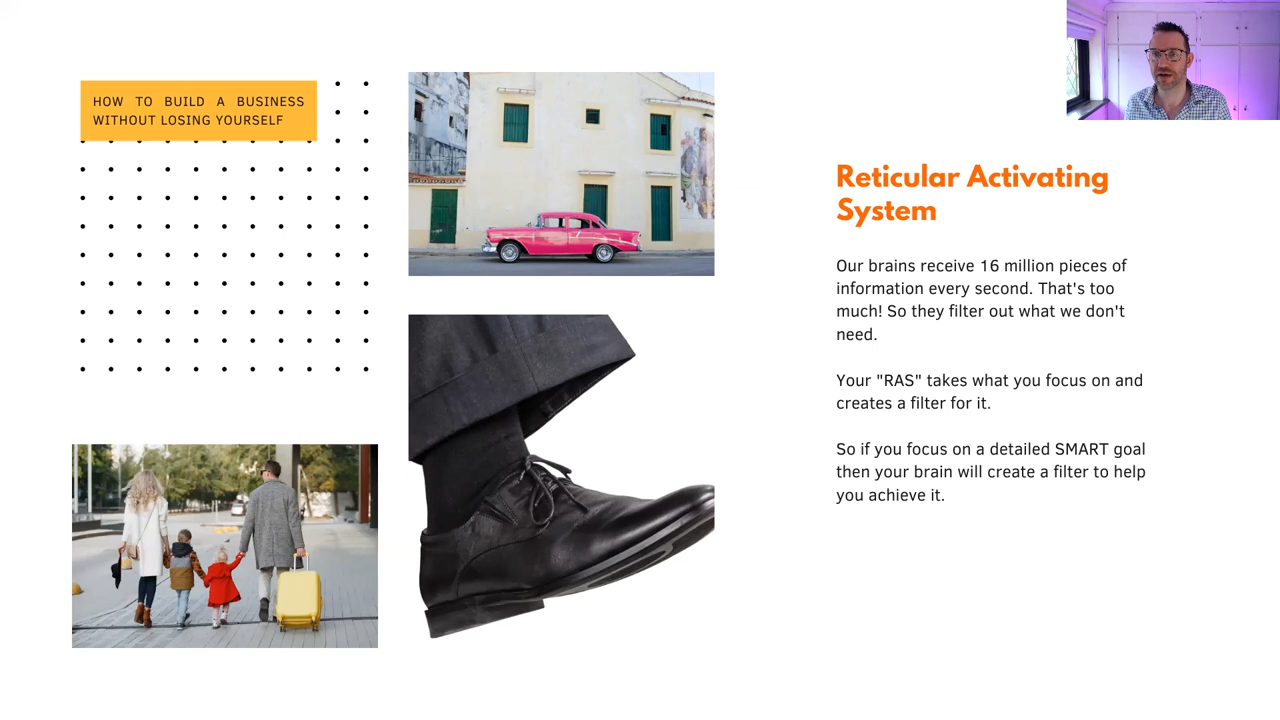 HOW TO BUILD A BUSINESS
WITHOUT LOSING YOURSELF
Reticular Activating
System
Our brains receive 16 million pieces of
information every second. That's too
much! So they filter out what we don't
need.
Your "RAS" takes what you focus on and
creates a filter for it.
So if you focus on a detailed SMART goal
then your brain will create a filter to help
you achieve it.